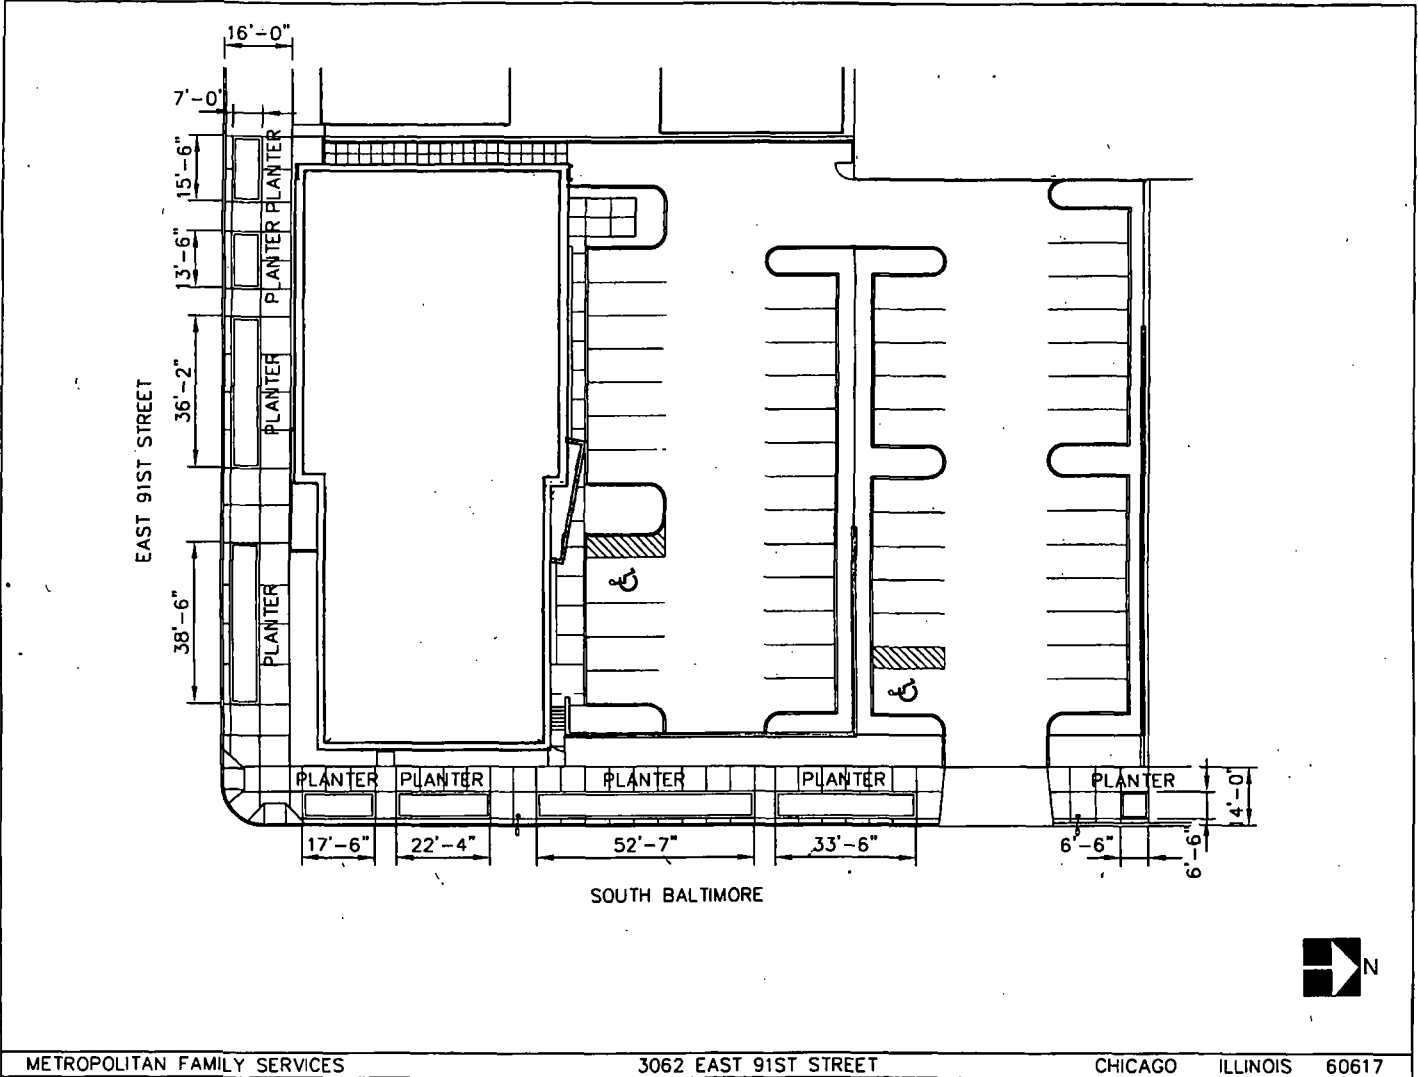 16'-0"
7'-0'
15'-6"
PLANTER
13'-6"
PLANTER
36'-2"
PLANTER
EAST 91ST STREET
38'-6"
PLANTER
PLANTER PLANTER PLANTER PLANTER PLANTER
14'-0"
17'-6" 22'-4" 52'-7" 33'-6" 6'-6" 6'-6"
SOUTH BALTIMORE
N
METROPOLITAN FAMILY SERVICES 3062 EAST 91ST STREET CHICAGO ILLINOIS 60617